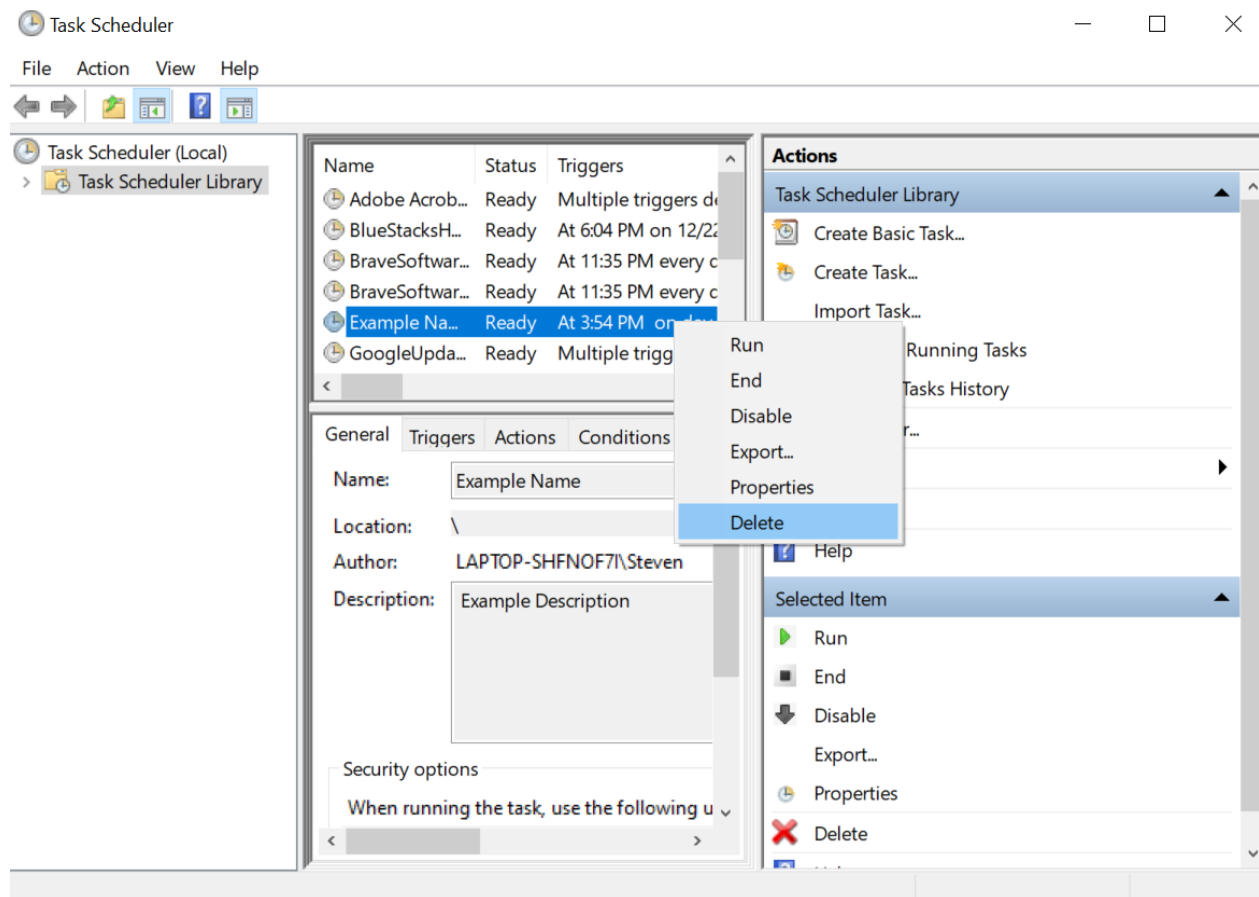 Task Scheduler
File Action View Help
Task Scheduler (Local)
Task Scheduler Library
Name Status Triggers
Adobe Acrob... Ready Multiple triggers de
BlueStacksH... Ready At 6:04 PM on 12/22
BraveSoftwar... Ready At 11:35 PM every d
BraveSoftwar... Ready At 11:35 PM every d
Example Na... Ready At 3:54 PM on day
GoogleUpda... Ready Multiple trigg
General Triggers Actions Conditions
Name: Example Name
Location: \
Author: LAPTOP-SHFNOF7I\Steven
Description: Example Description
Security options
When running the task, use the following u
Run
End
Disable
Export...
Properties
Delete
Actions
Task Scheduler Library
Create Basic Task...
Create Task...
Import Task...
Running Tasks
Tasks History
r...
Help
Selected Item
Run
End
Disable
Export...
Properties
Delete